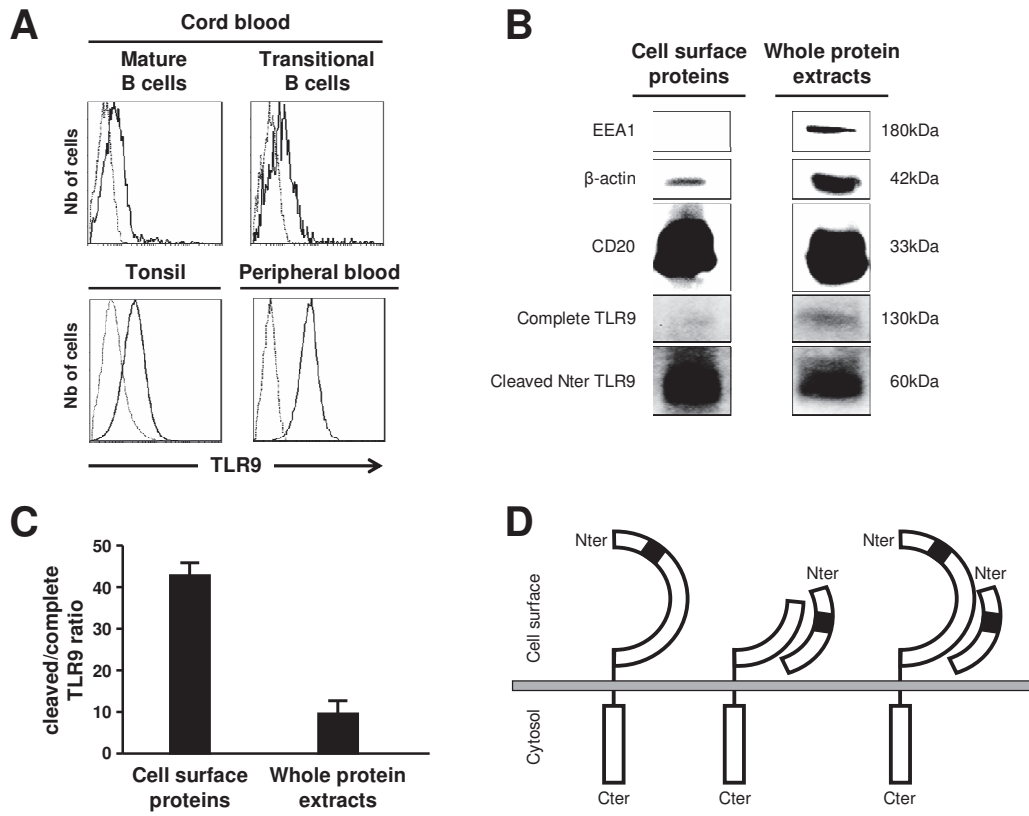 A
Cord blood
Mature
B cells
Transitional
B cells
Nb of cells
Tonsil
Peripheral blood
Nb of cells
TLR9
B
Cell surface
proteins
Whole protein
extracts
EEA1
180kDa
β-actin
42kDa
CD20
33kDa
Complete TLR9
130kDa
Cleaved Nter TLR9
60kDa
C
cleaved/complete
TLR9 ratio
50
40
30
20
10
0
Cell surface
proteins
Whole protein
extracts
D
Cell surface
Cytosol
Nter
Nter
Nter
Nter
Cter
Cter
Cter